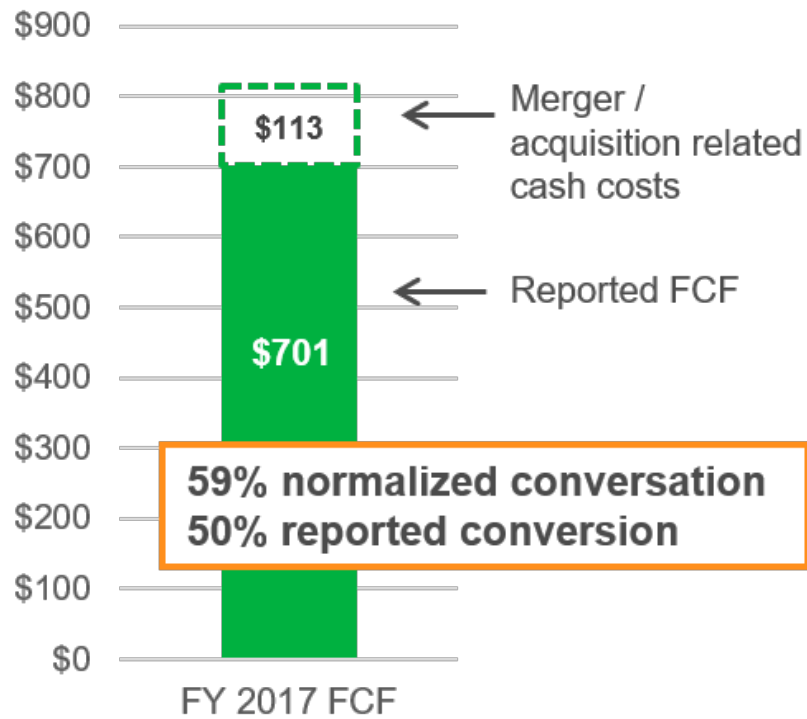 $900
$800
$700
$600
$500
$400
$300
$200
$100
$0
$113
$701
Merger /
acquisition related
cash costs
Reported FCF
59% normalized conversation
50% reported conversion
FY 2017 FCF